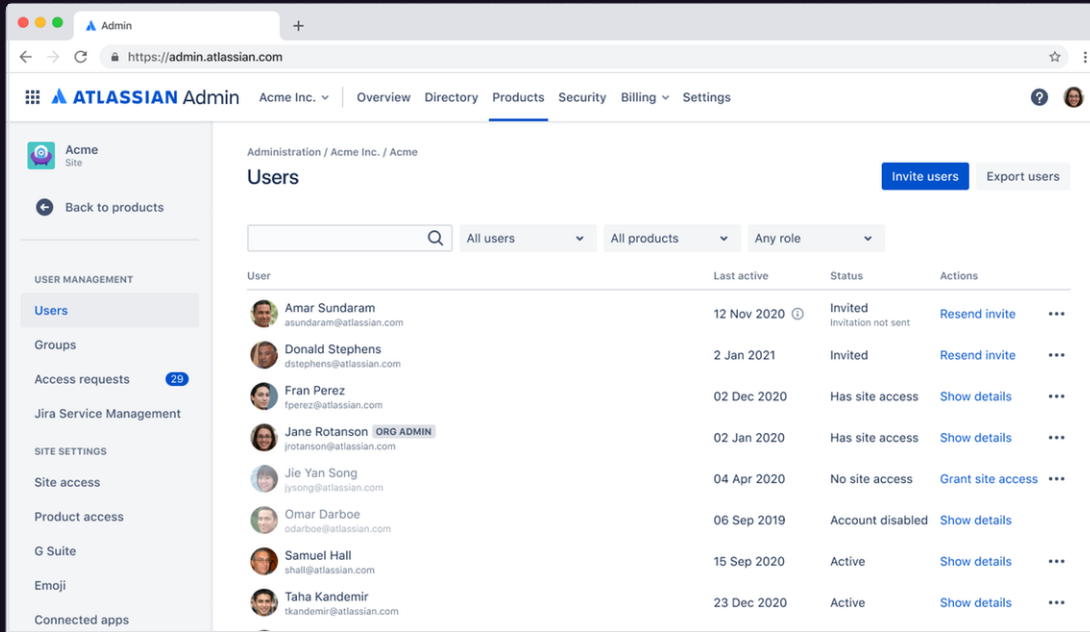 Admin
https://admin.atlassian.com
ATLASSIAN Admin
Acme Inc.
Overview
Directory
Products
Security
Billing
Settings
Acme
Site
Back to products
USER MANAGEMENT
Users
Groups
Access requests 29
Jira Service Management
SITE SETTINGS
Site access
Product access
G Suite
Emoji
Connected apps
Administration / Acme Inc. / Acme
Users
Invite users
Export users
All users
All products
Any role
User Last active Status Actions
Amar Sundaram
asundaram@atlassian.com
12 Nov 2020
Invited
Invitation not sent
Resend invite
Donald Stephens
dstephens@atlassian.com
2 Jan 2021
Invited
Resend invite
Fran Perez
fperez@atlassian.com
02 Dec 2020
Has site access
Show details
Jane Rotanson ORG ADMIN
jrotanson@atlassian.com
02 Jan 2020
Has site access
Show details
Jie Yan Song
jysong@atlassian.com
04 Apr 2020
No site access
Grant site access
Omar Darboe
odarboe@atlassian.com
06 Sep 2019
Account disabled
Show details
Samuel Hall
shall@atlassian.com
15 Sep 2020
Active
Show details
Taha Kandemir
tkandemir@atlassian.com
23 Dec 2020
Active
Show details